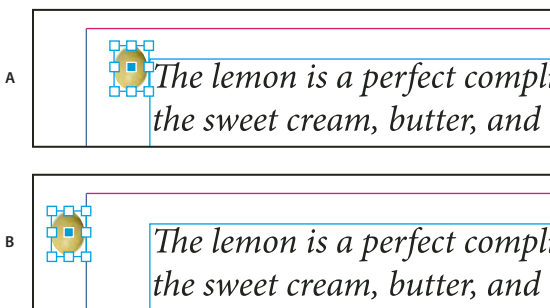 A
The lemon is a perfect compli
the sweet cream, butter, and
B
The lemon is a perfect compli
the sweet cream, butter, and